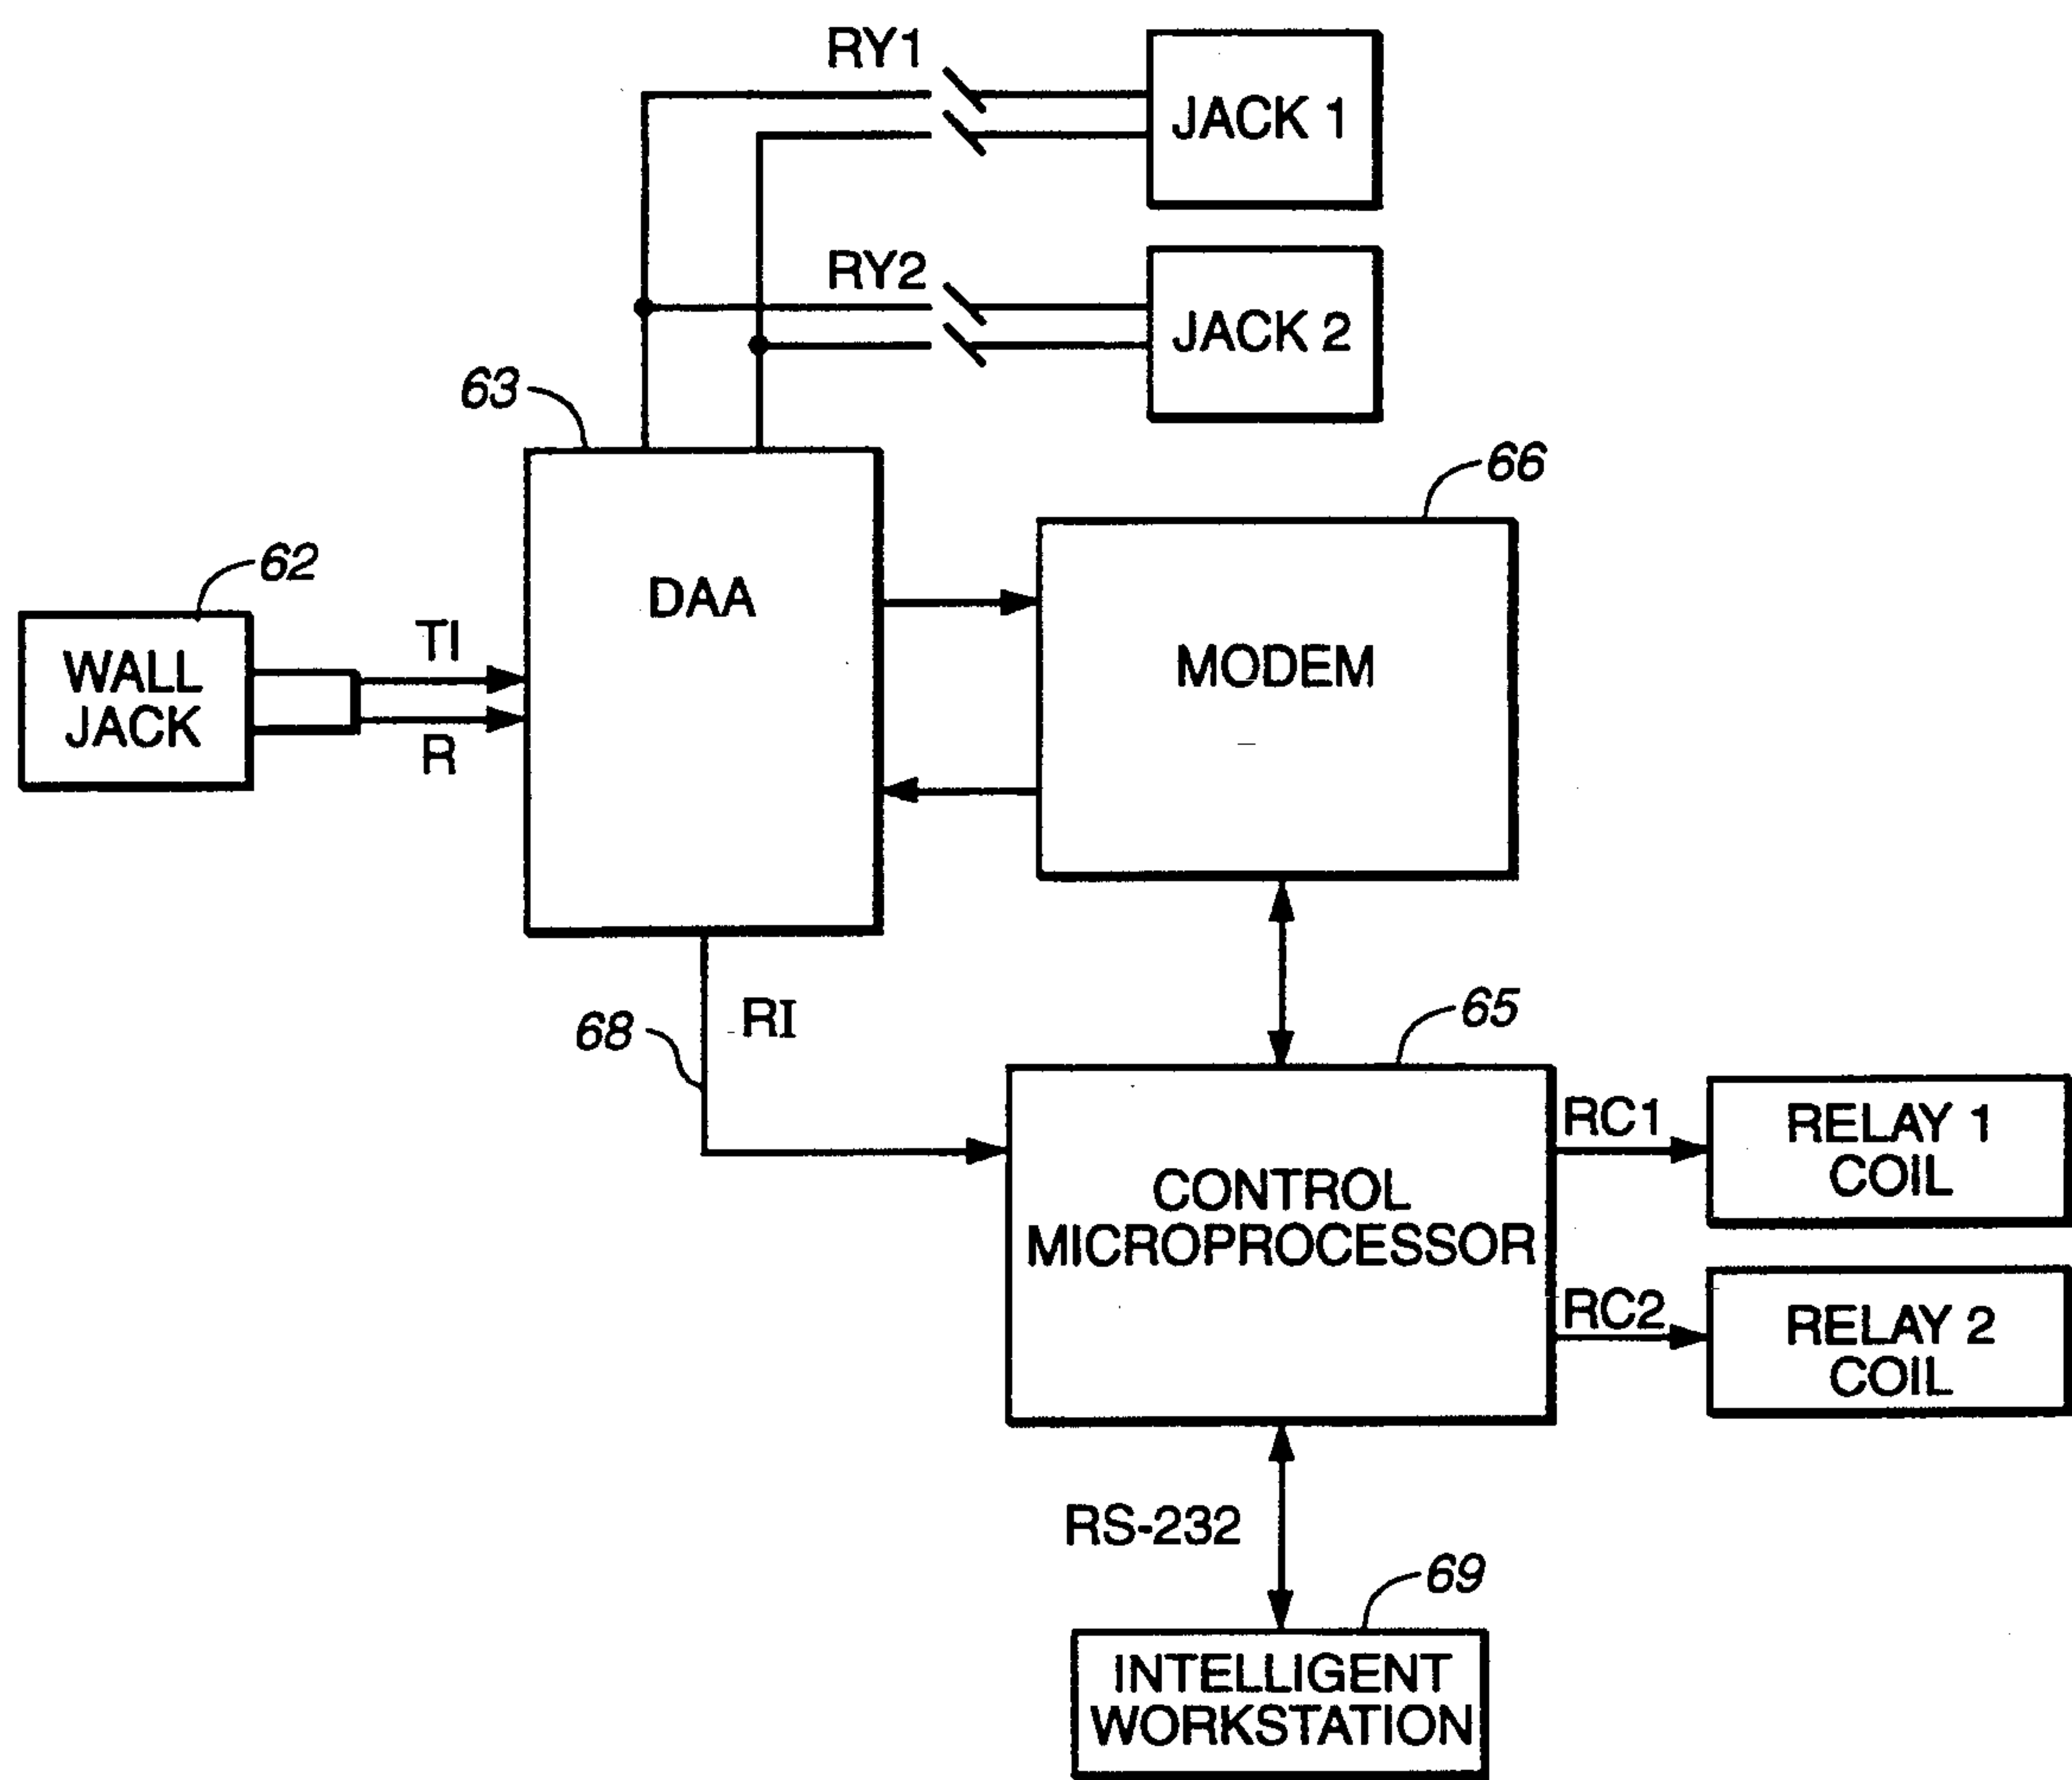 RY1
JACK 1
RY2
JACK 2
63
66
62
DAA
TI
WALL
JACK
MODEM
R
65
RI
68
RC1
RELAY 1
COIL
CONTROL
MICROPROCESSOR
RC2
RELAY 2
COIL
RS-232
69
INTELLIGENT
WORKSTATION